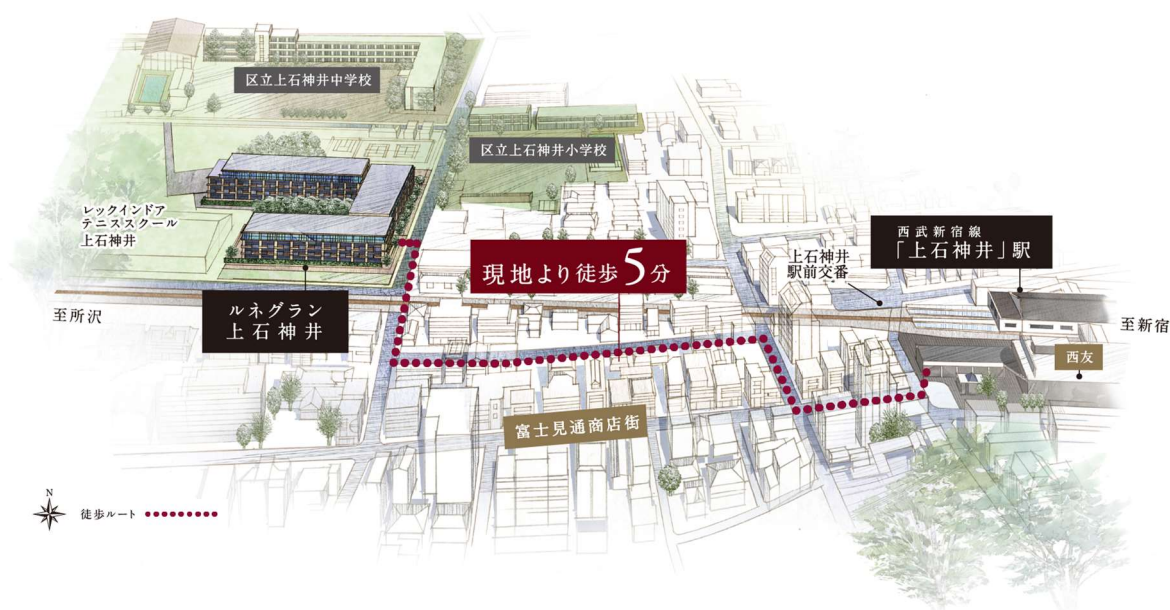 区立上石神井中学校
区立上石神井小学校
レックインドア
テニススクール
上石神井
西武新宿線
「上石神井」駅
上石神井
駅前交番
現地より徒歩5分
ルネグラン
上石神井
至所沢
至新宿
西友
富士見通商店街
N
徒歩ルート